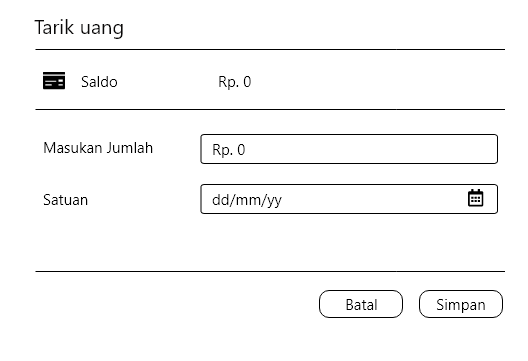 Tarik uang
Saldo Rp. 0
Masukan Jumlah Rp. 0
Satuan dd/mm/yy
Batal Simpan